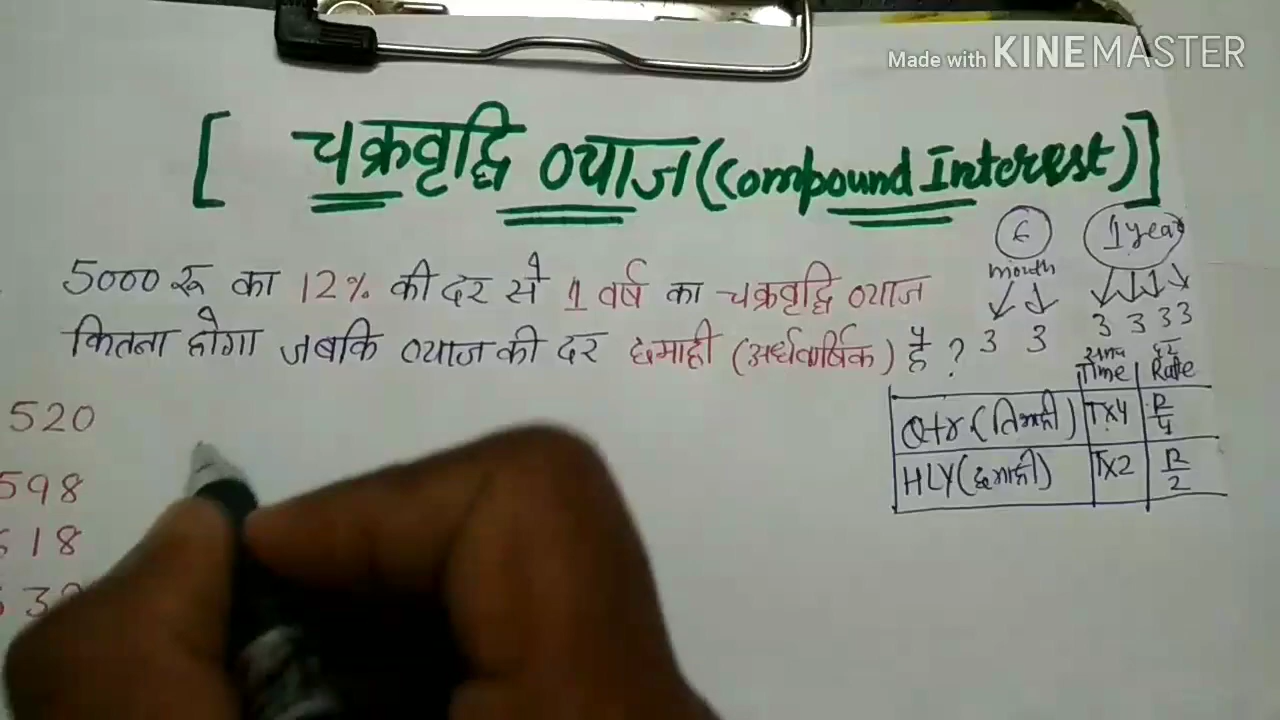 Made with KINEMASTER
[ चक्रवृद्धि ब्याज (Compound Interest) ]
6 month
3 3
1 year
3 3 3 3
5000 रू का 12% की दर से 1 वर्ष का चक्रवृद्धि ब्याज
कितना होगा जबकि ब्याज की दर छमाही (अर्धवार्षिक) है ?
Time Rate
Qtr (तिमाही) T×4 R/4
HLY (छमाही) T×2 R/2
520
598
618